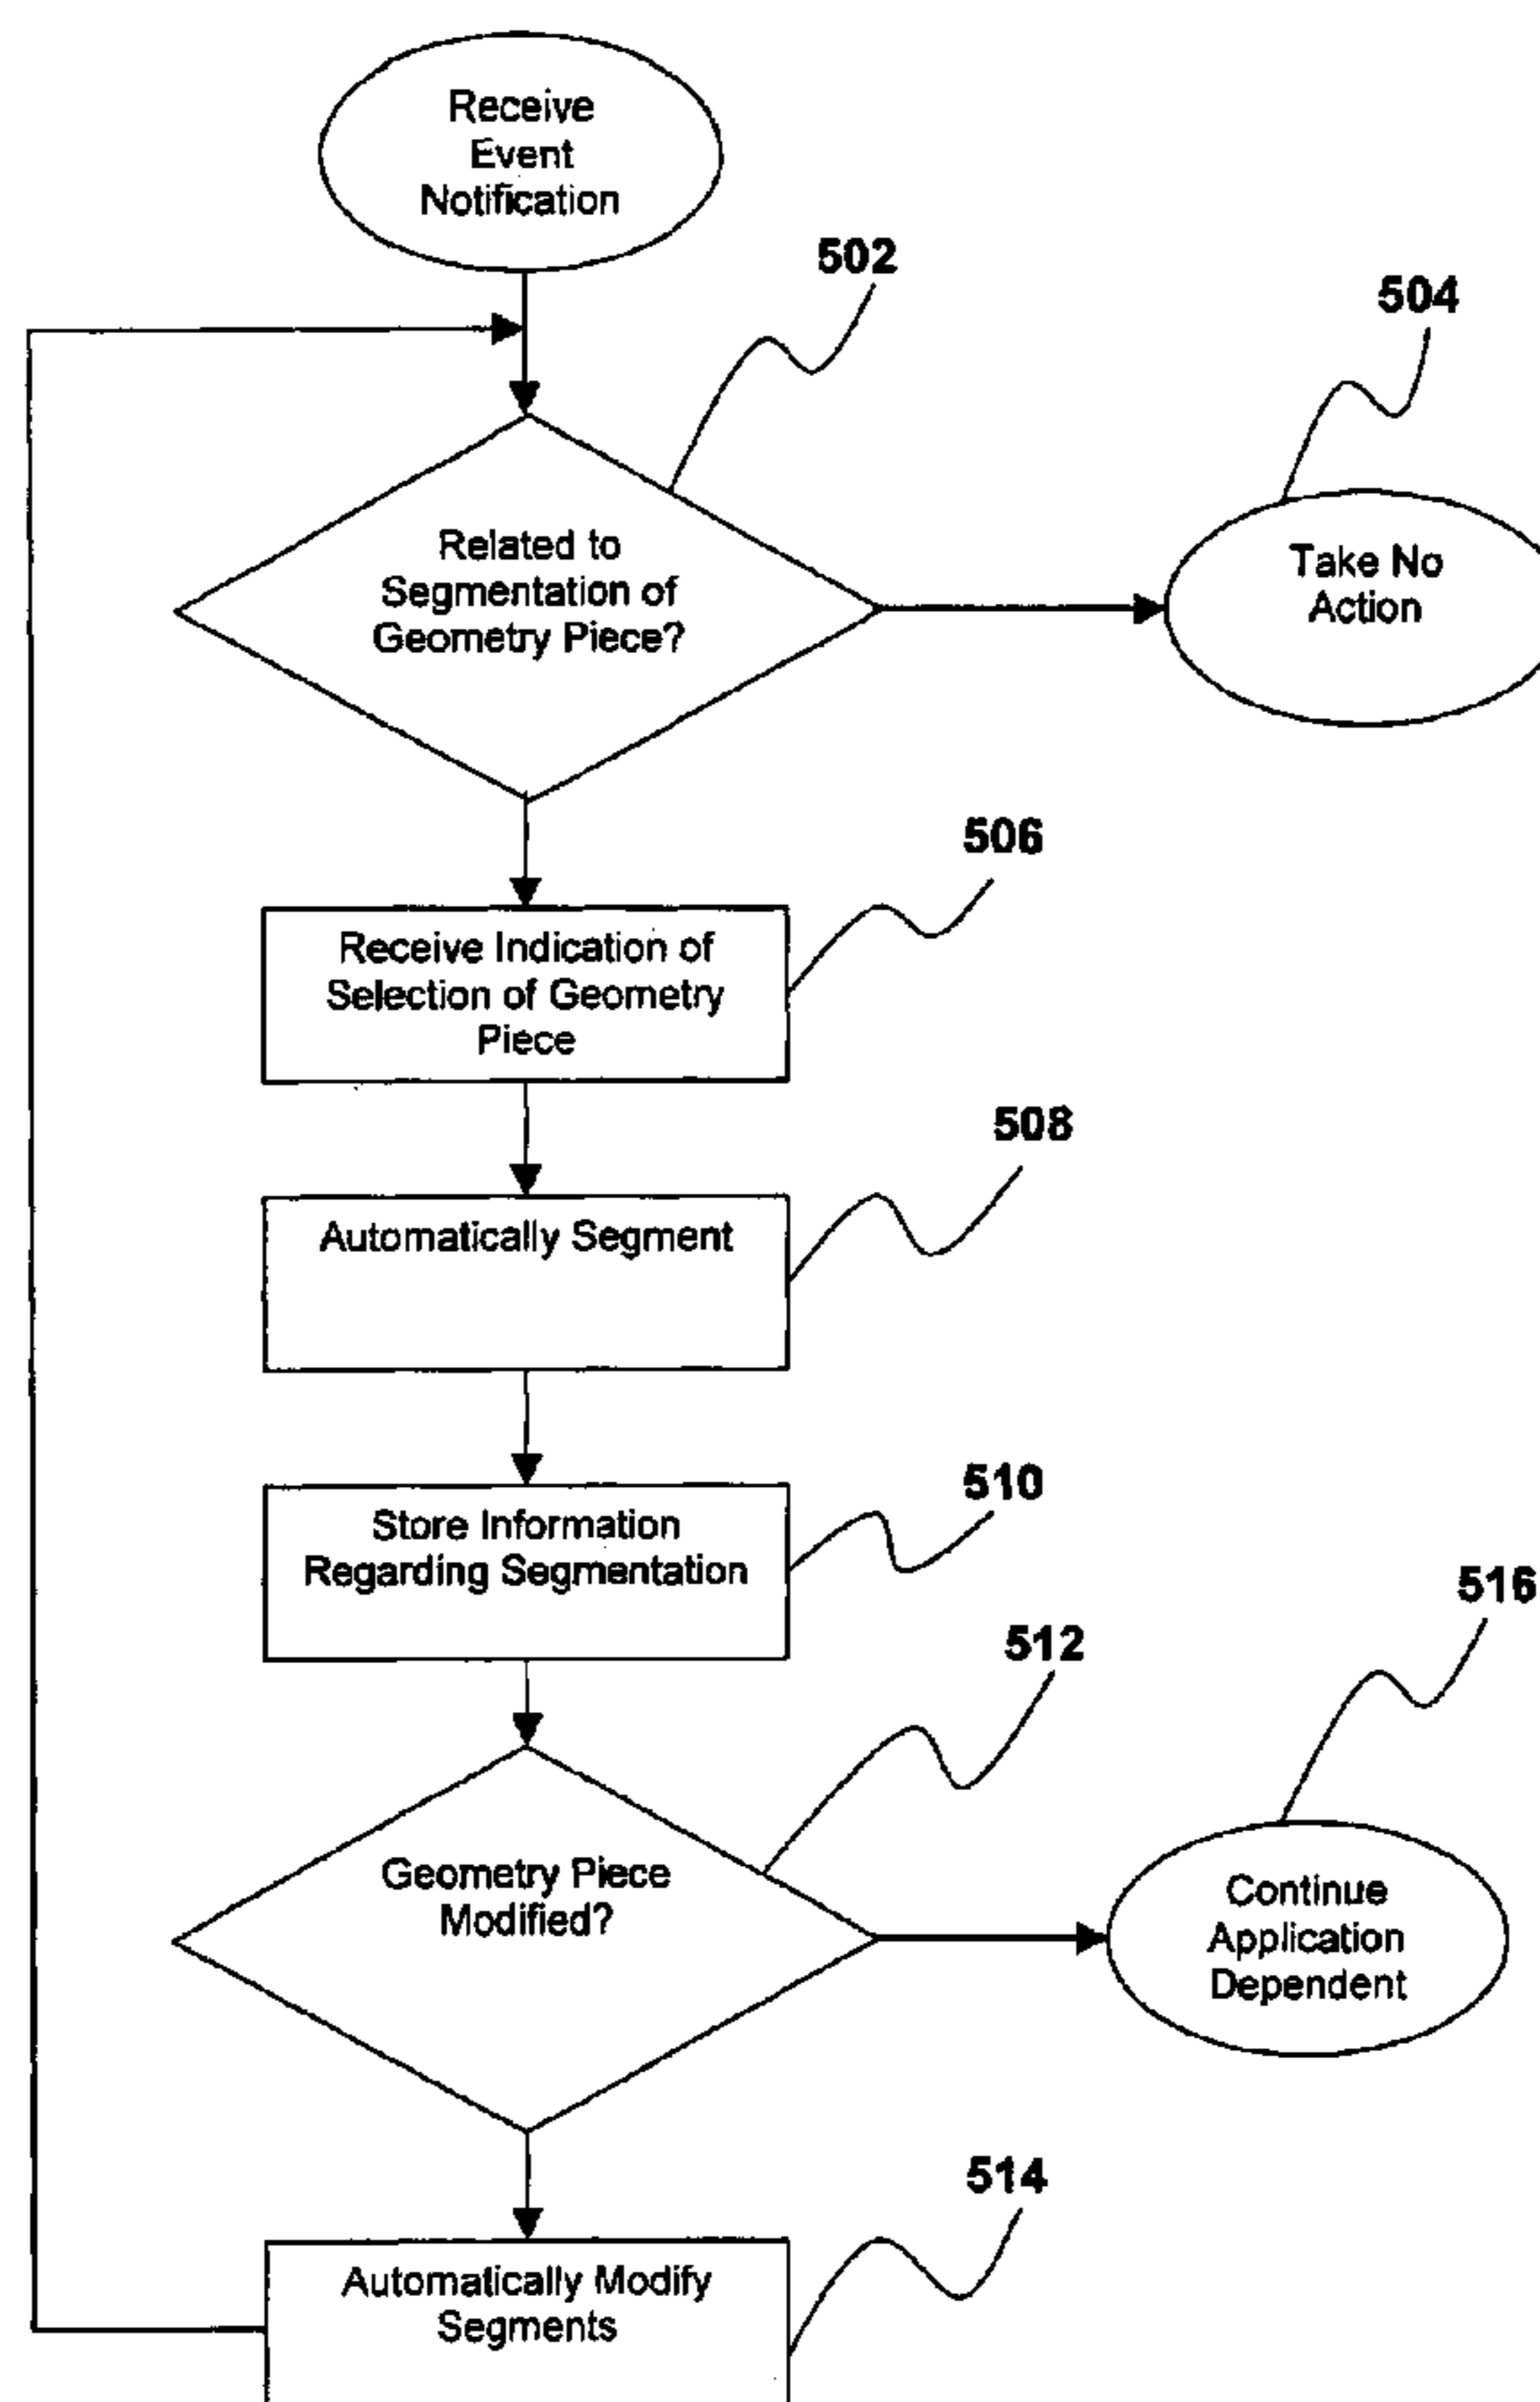 Receive
Event
Notification
502
504
Related to
Segmentation of
Geometry Piece?
Take No
Action
506
Receive Indication of
Selection of Geometry
Piece
508
Automatically Segment
510
Store Information
Regarding Segmentation
516
512
Geometry Piece
Modified?
Continue
Application
Dependent
514
Automatically Modify
Segments